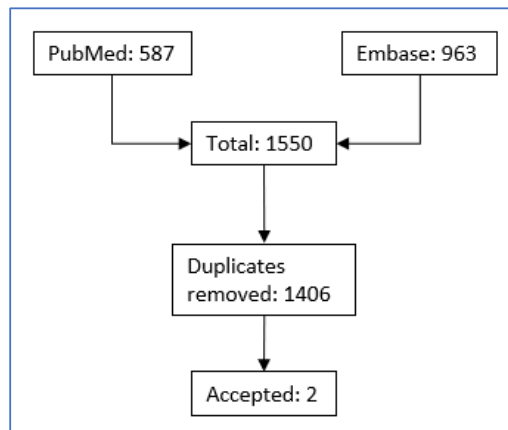 PubMed: 587
Embase: 963
Total: 1550
Duplicates
removed: 1406
Accepted: 2